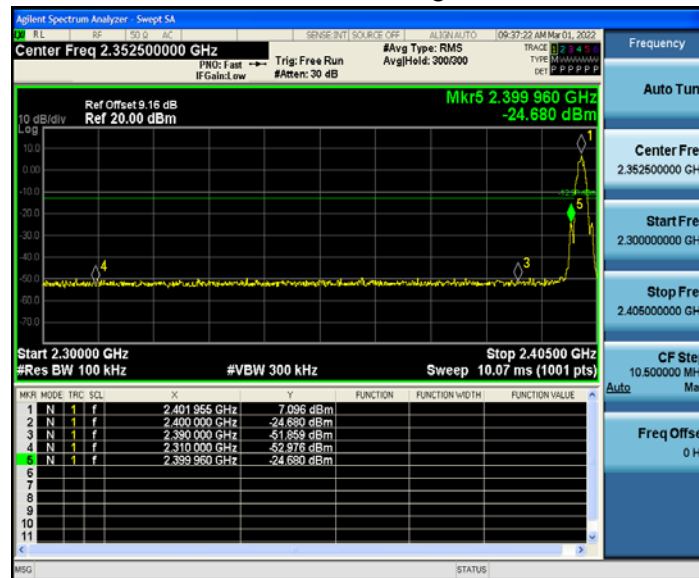 Agilent Spectrum Analyzer - Swept SA
RL RF 50 Ω AC SENSE:INT SOURCE OFF ALIGN AUTO 09:37:22 AM Mar 01, 2022
Center Freq 2.352500000 GHz
PNO: Fast
IFGain:Low
Trig: Free Run
#Atten: 30 dB
#Avg Type: RMS
Avg|Hold: 300/300
TRACE 1 2 3 4 5 6
TYPE M
DET P P P P P P
Ref Offset 9.16 dB
10 dB/div Ref 20.00 dBm
Log
Mkr5 2.399 960 GHz
-24.680 dBm
10.0
0.00
-10.0
-20.0
-30.0
-40.0
-50.0
-60.0
-70.0
1
5
4
3
Start 2.30000 GHz Stop 2.40500 GHz
#Res BW 100 kHz #VBW 300 kHz Sweep 10.07 ms (1001 pts)
MKR MODE TRC SCL X Y FUNCTION FUNCTION WIDTH FUNCTION VALUE
1 N 1 f 2.401 955 GHz 7.096 dBm
2 N 1 f 2.400 000 GHz -24.680 dBm
3 N 1 f 2.390 000 GHz -51.859 dBm
4 N 1 f 2.310 000 GHz -52.976 dBm
5 N 1 f 2.399 960 GHz -24.680 dBm
6
7
8
9
10
11
MSG STATUS
Frequency
Auto Tun
Center Fre
2.352500000 GH
Start Fre
2.300000000 GH
Stop Fre
2.405000000 GH
CF Ste
10.500000 MH
Auto Ma
Freq Offse
0 H